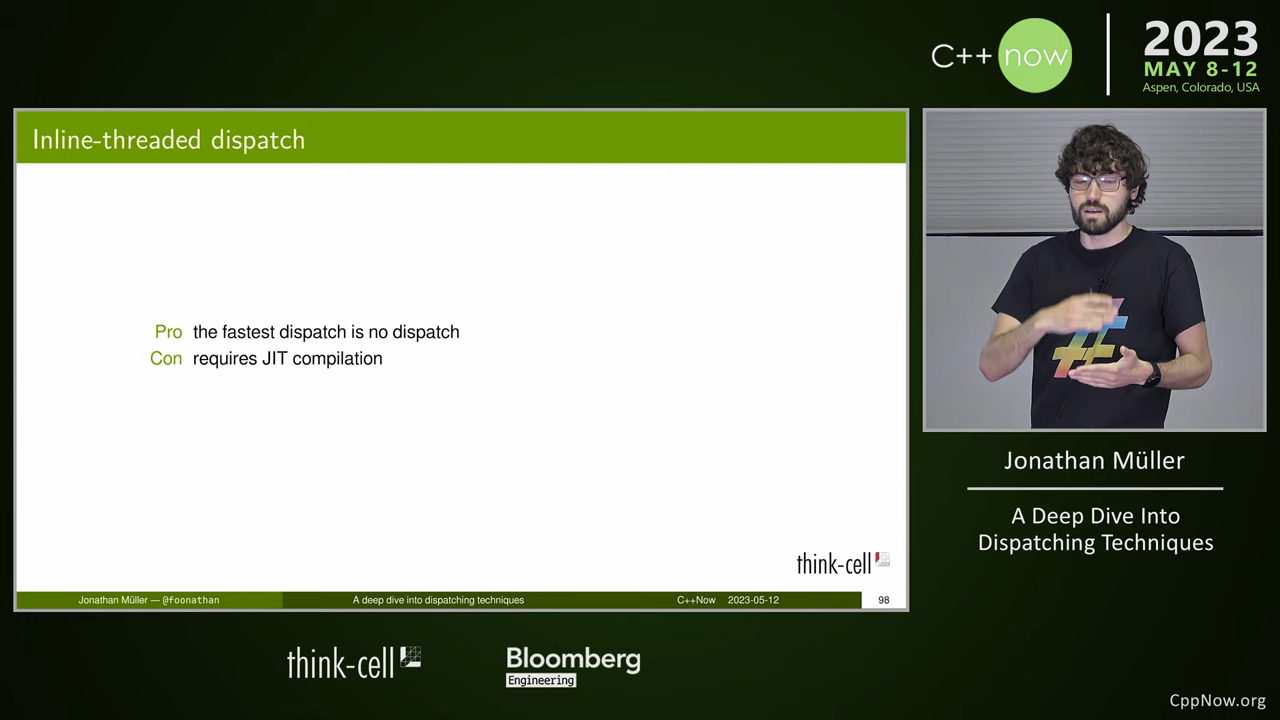 C++ now
2023
MAY 8-12
Aspen, Colorado, USA
Inline-threaded dispatch
Pro the fastest dispatch is no dispatch
Con requires JIT compilation
think-cell
Jonathan Müller — @foonathan A deep dive into dispatching techniques C++Now 2023-05-12 98
Jonathan Müller
A Deep Dive Into
Dispatching Techniques
think-cell
Bloomberg
Engineering
CppNow.org